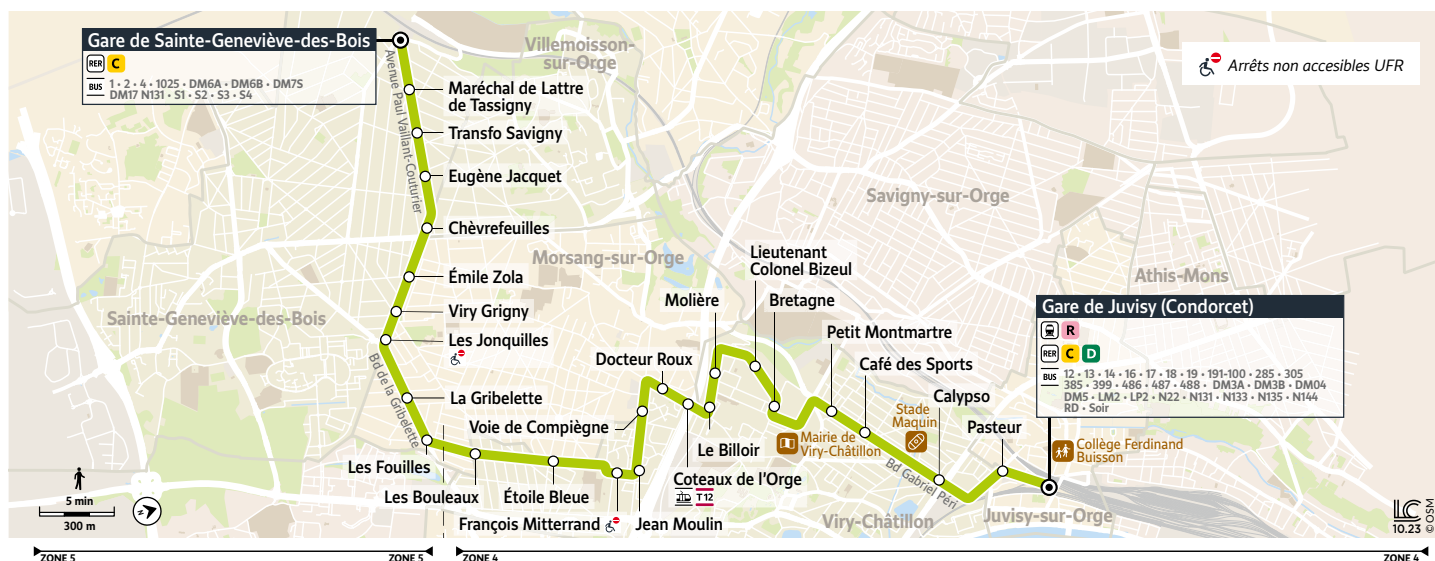 Gare de Sainte-Geneviève-des-Bois
RER C
BUS 1 • 2 • 4 • 1025 • DM6A • DM6B • DM7S
DM17 N131 • S1 • S2 • S3 • S4
Villemoisson-
sur-Orge
Arrêts non accesibles UFR
Avenue Paul Vaillant-Couturier
Maréchal de Lattre
de Tassigny
Transfo Savigny
Eugène Jacquet
Savigny-sur-Orge
Chèvrefeuilles
Morsang-sur-Orge
Lieutenant
Colonel Bizeul
Athis-Mons
Émile Zola
Molière
Bretagne
Sainte-Geneviève-des-Bois
Viry Grigny
Les Jonquilles
Petit Montmartre
Docteur Roux
Café des Sports
Gare de Juvisy (Condorcet)
R
RER C D
BUS 12 • 13 • 14 • 16 • 17 • 18 • 19 • 191-100 • 285 • 305
385 • 399 • 486 • 487 • 488 • DM3A • DM3B • DM04
DM5 • LM2 • LP2 • N22 • N131 • N133 • N135 • N144
RD • Soir
Bd de la Gribelette
La Gribelette
Calypso
Stade
Maquin
Voie de Compiègne
Pasteur
Le Billoir
Mairie de
Viry-Châtillon
Collège Ferdinand
Buisson
Les Fouilles
Bd Gabriel Péri
Coteaux de l'Orge
T12
Les Bouleaux
Étoile Bleue
François Mitterrand
Jean Moulin
Viry-Châtillon
Juvisy-sur-Orge
5 min
300 m
LC
10.23
© OSM
ZONE 5
ZONE 5
ZONE 4
ZONE 4